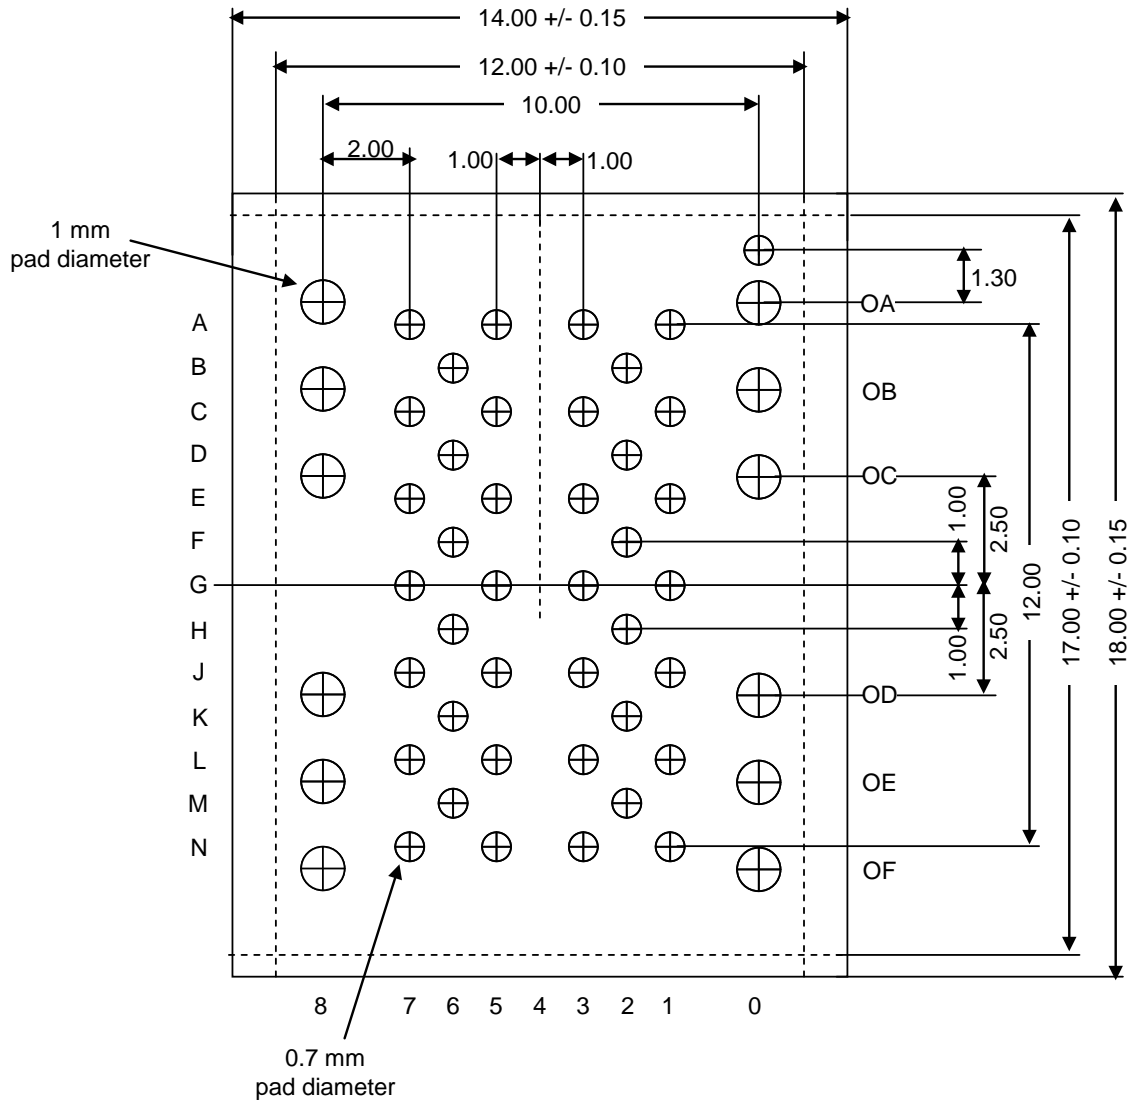 14.00 +/- 0.15
12.00 +/- 0.10
10.00
2.00
1.00
1.00
1 mm
pad diameter
1.30
OA
A
B
OB
C
D
OC
E
1.00
2.50
F
12.00
17.00 +/- 0.10
18.00 +/- 0.15
G
H
1.00
2.50
J
OD
K
L
OE
M
N
OF
8 7 6 5 4 3 2 1 0
0.7 mm
pad diameter